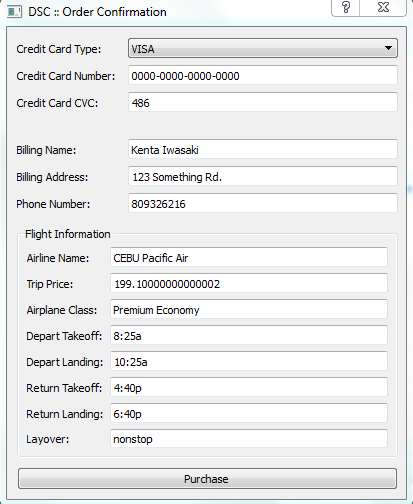 DSC :: Order Confirmation
Credit Card Type: VISA
Credit Card Number: 0000-0000-0000-0000
Credit Card CVC: 486
Billing Name: Kenta Iwasaki
Billing Address: 123 Something Rd.
Phone Number: 809326216
Flight Information
Airline Name: CEBU Pacific Air
Trip Price: 199.10000000000002
Airplane Class: Premium Economy
Depart Takeoff: 8:25a
Depart Landing: 10:25a
Return Takeoff: 4:40p
Return Landing: 6:40p
Layover: nonstop
Purchase